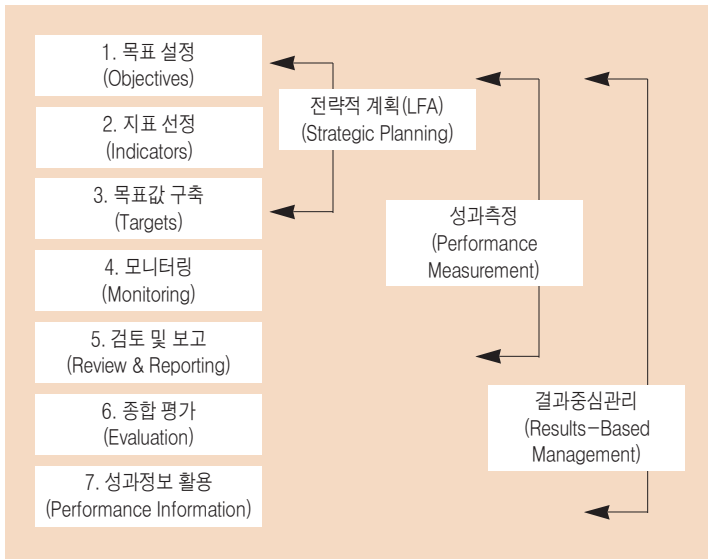 1. 목표 설정
(Objectives)
2. 지표 선정
(Indicators)
3. 목표값 구축
(Targets)
4. 모니터링
(Monitoring)
5. 검토 및 보고
(Review & Reporting)
6. 종합 평가
(Evaluation)
7. 성과정보 활용
(Performance Information)
전략적 계획(LFA)
(Strategic Planning)
성과측정
(Performance
Measurement)
결과중심관리
(Results-Based
Management)